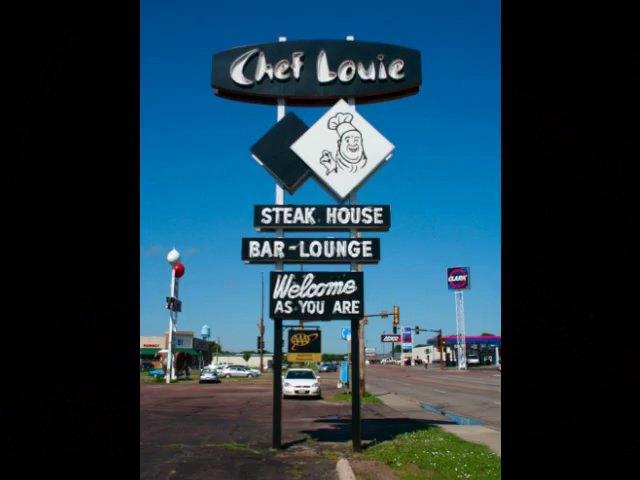 Chef Louie
STEAK HOUSE
BAR-LOUNGE
Welcome
AS YOU ARE
AAA
CLARK